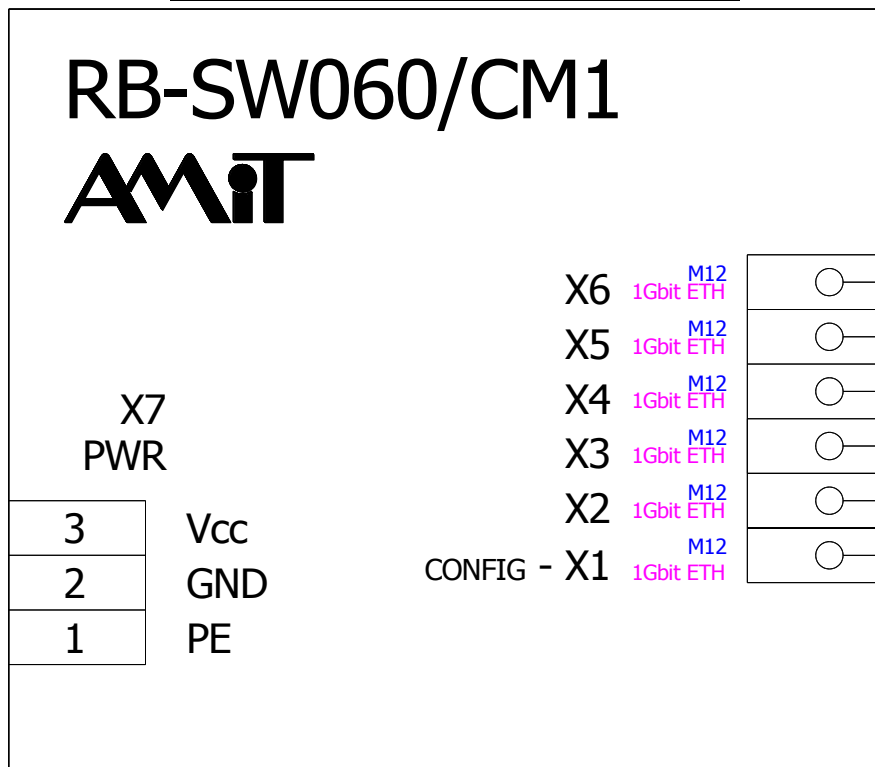 RB-SW060/CM1
AMiT
X6 1Gbit ETH M12
X5 1Gbit ETH M12
X4 1Gbit ETH M12
X3 1Gbit ETH M12
X2 1Gbit ETH M12
CONFIG - X1 1Gbit ETH M12
X7
PWR
3 Vcc
2 GND
1 PE